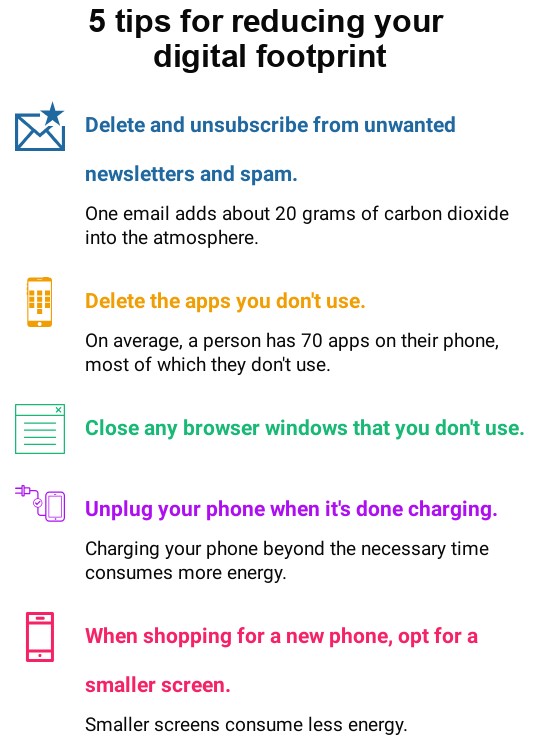 5 tips for reducing your
digital footprint
Delete and unsubscribe from unwanted
newsletters and spam.
One email adds about 20 grams of carbon dioxide
into the atmosphere.
Delete the apps you don't use.
On average, a person has 70 apps on their phone,
most of which they don't use.
Close any browser windows that you don't use.
Unplug your phone when it's done charging.
Charging your phone beyond the necessary time
consumes more energy.
When shopping for a new phone, opt for a
smaller screen.
Smaller screens consume less energy.